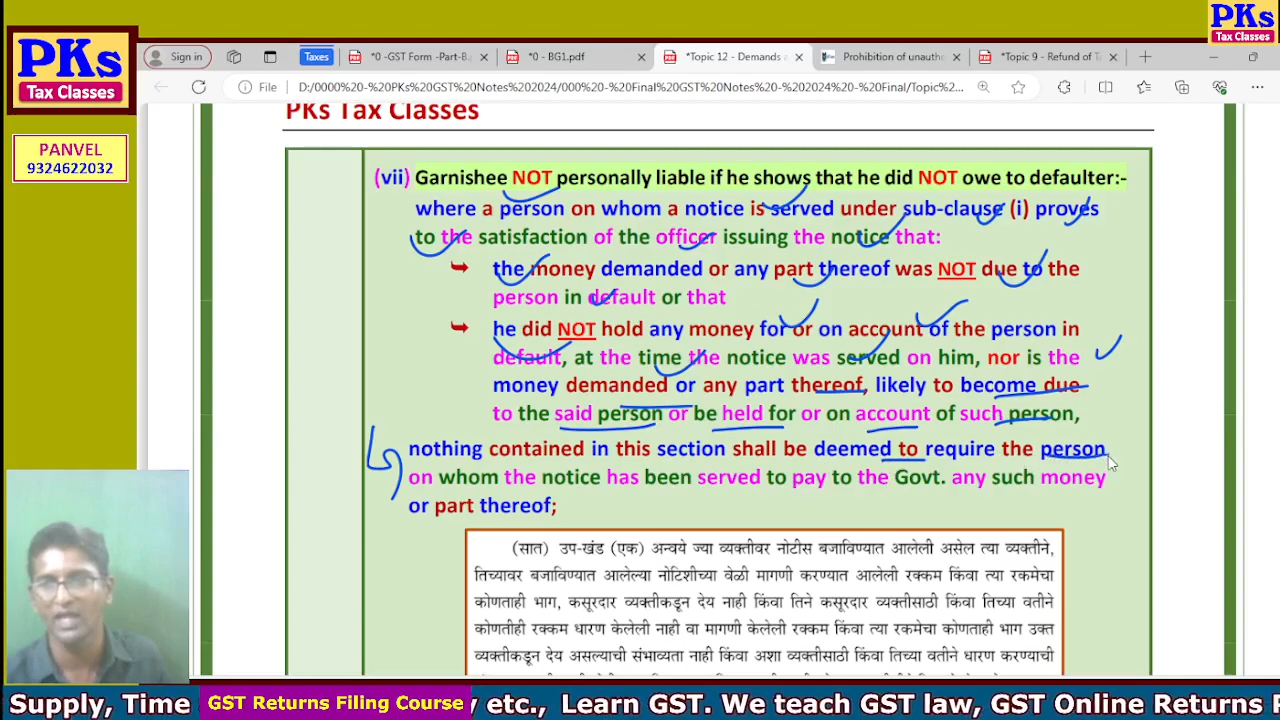 PKs
Tax Classes
PANVEL
9324622032
PKs
Tax Classes
Sign in
Taxes
*0 -GST Form -Part-B.
*0 - BG1.pdf
*Topic 12 - Demands
Prohibition of unautho
*Topic 9 - Refund of T
File
D:/0000%20-%20PKs%20GST%20Notes%202024/000%20-%20Final%20GST%20Notes%202024%20-%20Final/Topic%...
PKs Tax Classes
(vii) Garnishee NOT personally liable if he shows that he did NOT owe to defaulter:-
where a person on whom a notice is served under sub-clause (i) proves
to the satisfaction of the officer issuing the notice that:
the money demanded or any part thereof was NOT due to the
person in default or that
he did NOT hold any money for or on account of the person in
default, at the time the notice was served on him, nor is the
money demanded or any part thereof, likely to become due
to the said person or be held for or on account of such person,
nothing contained in this section shall be deemed to require the person
on whom the notice has been served to pay to the Govt. any such money
or part thereof;
(सात) उप-खंड (एक) अन्वये ज्या व्यक्तीवर नोटीस बजाविण्यात आलेली असेल त्या व्यक्तीने,
तिच्यावर बजाविण्यात आलेल्या नोटिशीच्या वेळी मागणी करण्यात आलेली रक्कम किंवा त्या रकमेचा
कोणताही भाग, कसूरदार व्यक्तीकडून देय नाही किंवा तिने कसूरदार व्यक्तीसाठी किंवा तिच्या वतीने
कोणतीही रक्कम धारण केलेली नाही वा मागणी केलेली रक्कम किंवा त्या रकमेचा कोणताही भाग उक्त
व्यक्तीकडून देय असल्याची संभाव्यता नाही किंवा अशा व्यक्तीसाठी किंवा तिच्या वतीने धारण करण्याची
Supply, Time
GST Returns Filing Course
y etc., Learn GST. We teach GST law, GST Online Returns